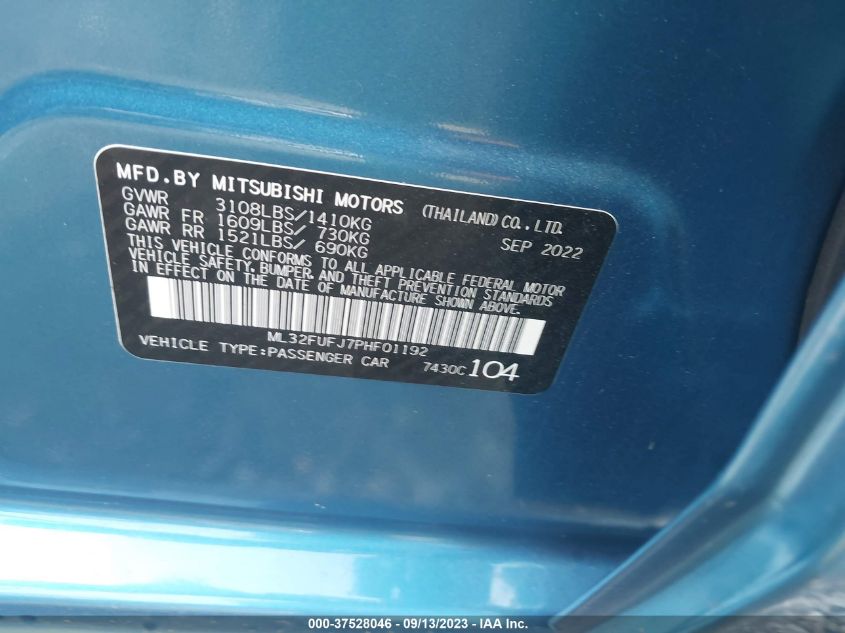 MFD.BY MITSUBISHI MOTORS (THAILAND) CO., LTD.
GVWR 3108LBS/1410KG SEP 2022
GAWR FR 1609LBS/ 730KG
GAWR RR 1521LBS/ 690KG
THIS VEHICLE CONFORMS TO ALL APPLICABLE FEDERAL MOTOR
VEHICLE SAFETY, BUMPER, AND THEFT PREVENTION STANDARDS
IN EFFECT ON THE DATE OF MANUFACTURE SHOWN ABOVE.
ML32FUFJ7PHF01192
VEHICLE TYPE:PASSENGER CAR 7430C 104
000-37528046 - 09/13/2023 - IAA Inc.